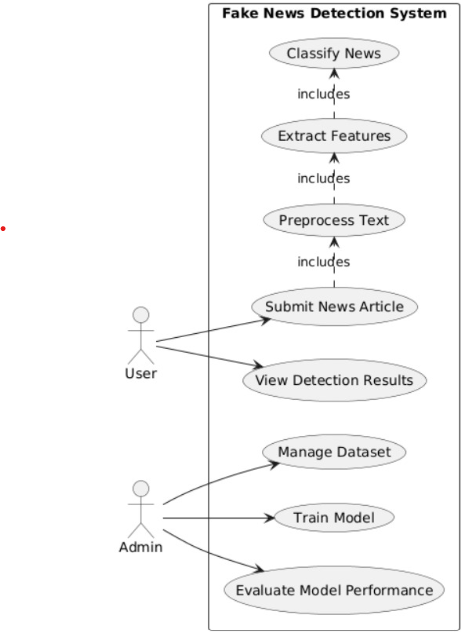 Fake News Detection System
Classify News
includes
Extract Features
includes
Preprocess Text
includes
Submit News Article
User
View Detection Results
Manage Dataset
Train Model
Admin
Evaluate Model Performance